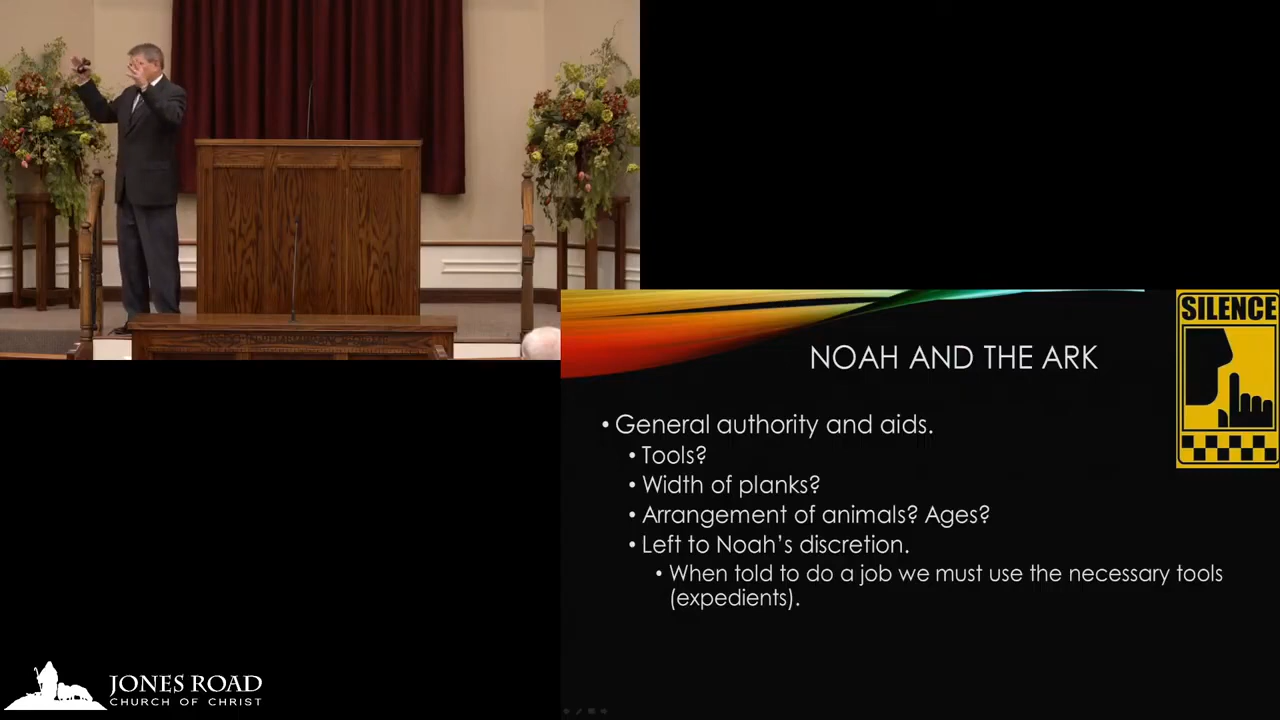 SILENCE
NOAH AND THE ARK
• General authority and aids.
• Tools?
• Width of planks?
• Arrangement of animals? Ages?
• Left to Noah's discretion.
• When told to do a job we must use the necessary tools
(expedients).
JONES ROAD
CHURCH OF CHRIST